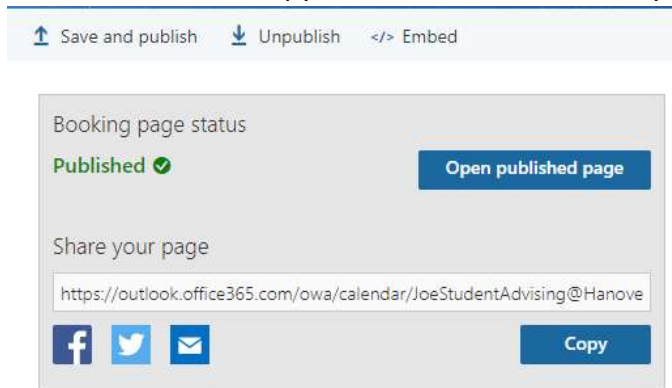 Save and publish Unpublish </> Embed
Booking page status
Published
Open published page
Share your page
https://outlook.office365.com/owa/calendar/JoeStudentAdvising@Hanove
Copy